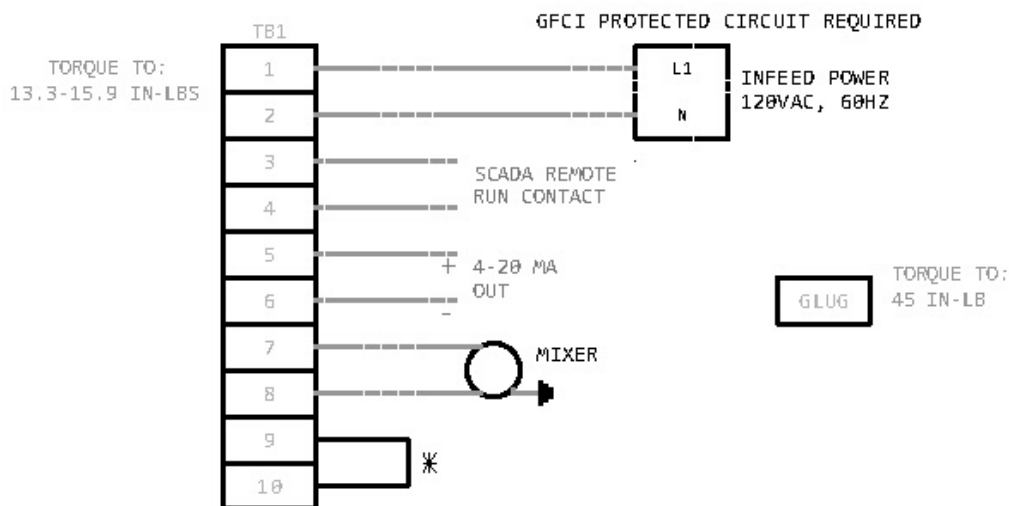 GFCI PROTECTED CIRCUIT REQUIRED
TB1
TORQUE TO:
13.3-15.9 IN-LBS
1
L1
INFEED POWER
120VAC, 60HZ
2
N
3
SCADA REMOTE
RUN CONTACT
4
5
+ 4-20 MA
OUT
-
6
GLUG
TORQUE TO:
45 IN-LB
7
MIXER
8
9
*
10